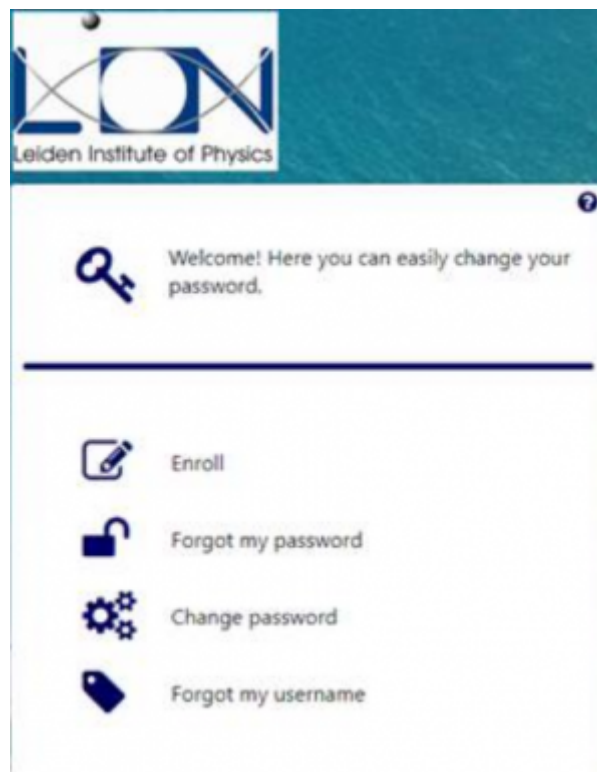 LION
Leiden Institute of Physics
?
Welcome! Here you can easily change your
password.
Enroll
Forgot my password
Change password
Forgot my username